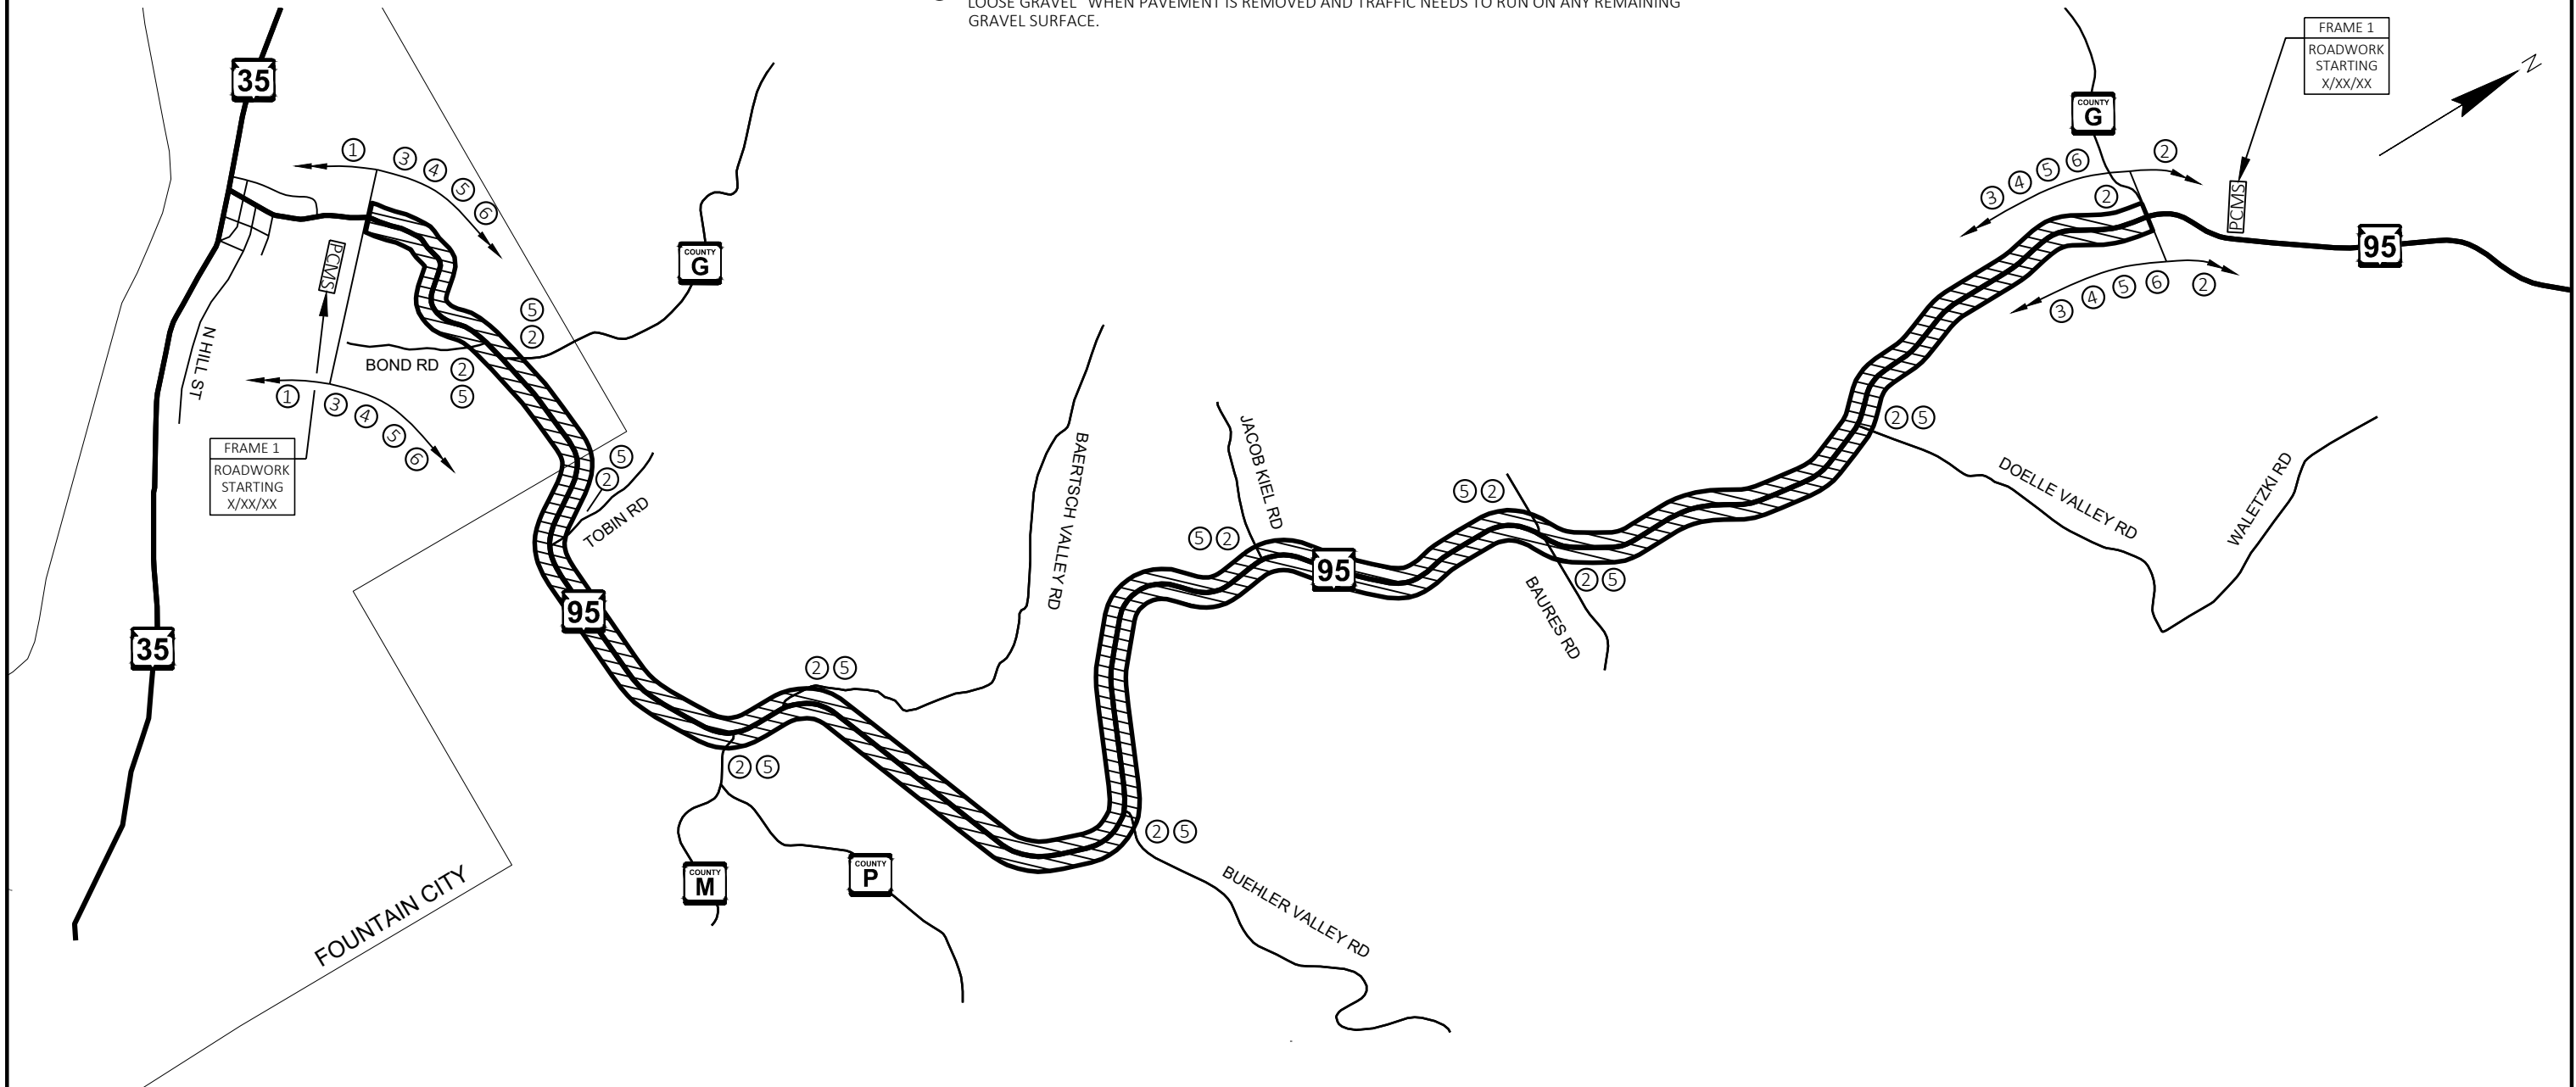 LOOSE GRAVEL" WHEN PAVEMENT IS REMOVED AND TRAFFIC NEEDS TO RUN ON ANY REMAINING
GRAVEL SURFACE.
FRAME 1
ROADWORK
STARTING
X/XX/XX
N
35
COUNTY
G
1
3
4
5
6
3
4
5
6
2
2
PCMS
95
3
4
5
6
2
COUNTY
G
PCMS
N HILL ST
BOND RD
5
2
2
5
1
3
4
5
6
FRAME 1
ROADWORK
STARTING
X/XX/XX
5
2
TOBIN RD
95
35
BAERTSCH VALLEY RD
JACOB KIEL RD
5 2
95
5 2
2 5
BAURES RD
2 5
DOELLE VALLEY RD
WALETZKI RD
2 5
2 5
COUNTY
M
COUNTY
P
2 5
BUEHLER VALLEY RD
FOUNTAIN CITY